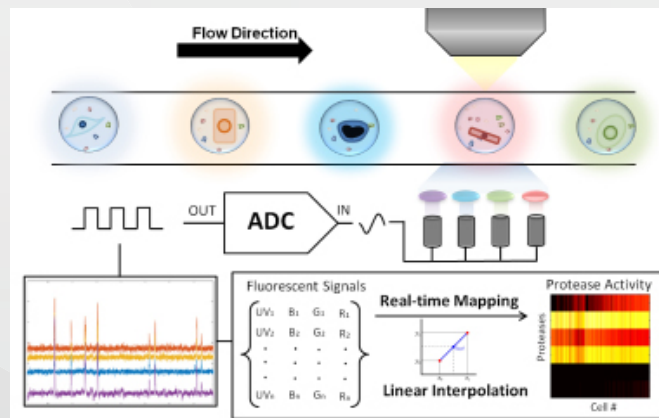 Flow Direction
OUT
ADC
IN
Fluorescent Signals
UV₁ B₁ G₁ R₁
UV₂ B₂ G₂ R₂
UVₙ Bₙ Gₙ Rₙ
Real-time Mapping
Linear Interpolation
Protease Activity
Proteases
Cell #